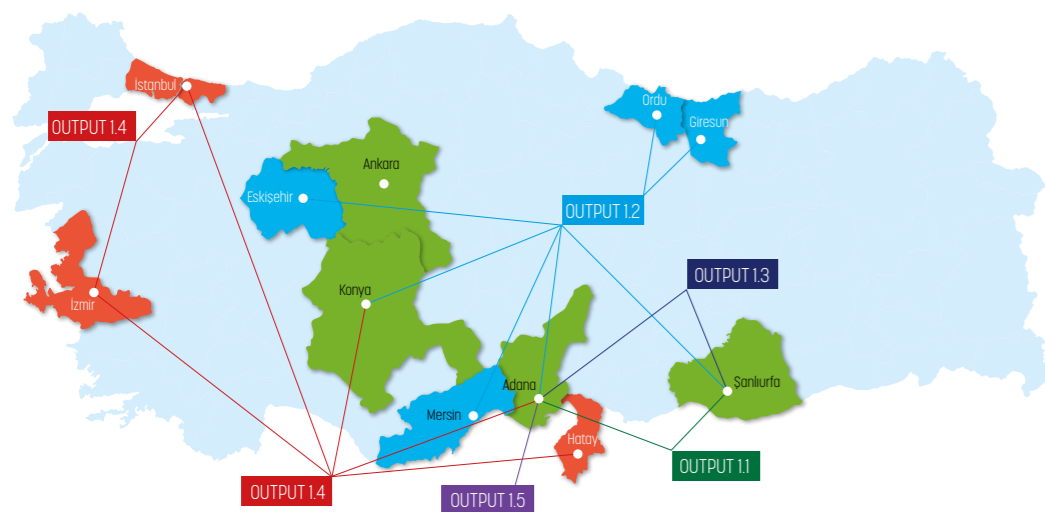 İstanbul
Ordu
Giresun
OUTPUT 1.4
Ankara
Eskişehir
OUTPUT 1.2
OUTPUT 1.3
Konya
İzmir
Adana
Şanlıurfa
Mersin
Hatay
OUTPUT 1.1
OUTPUT 1.4
OUTPUT 1.5